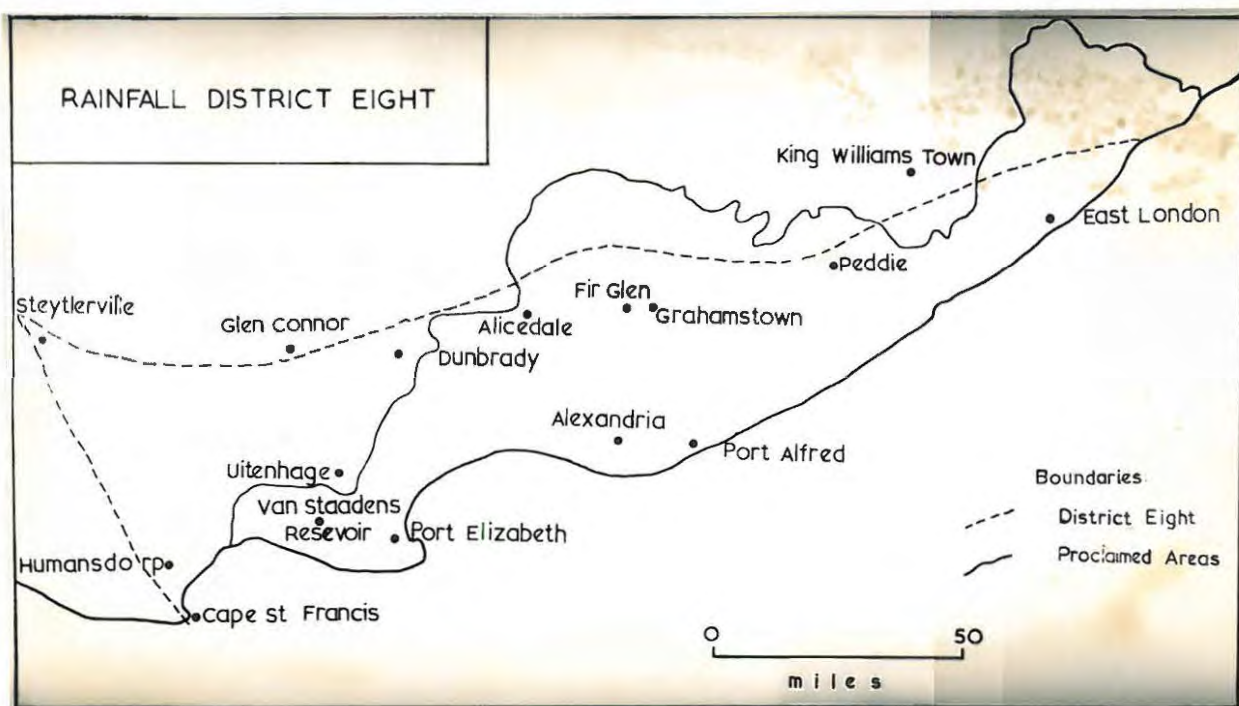 RAINFALL DISTRICT EIGHT
King Williams Town
East London
Peddie
Steytlerville
Fir Glen
Glen Connor
Alicedale
Grahamstown
Dunbrady
Alexandria
Port Alfred
Uitenhage
Van Staadens
Resevoir
Port Elizabeth
Humansdorp
Cape St Francis
Boundaries:
District Eight
Proclaimed Areas
0 50
miles